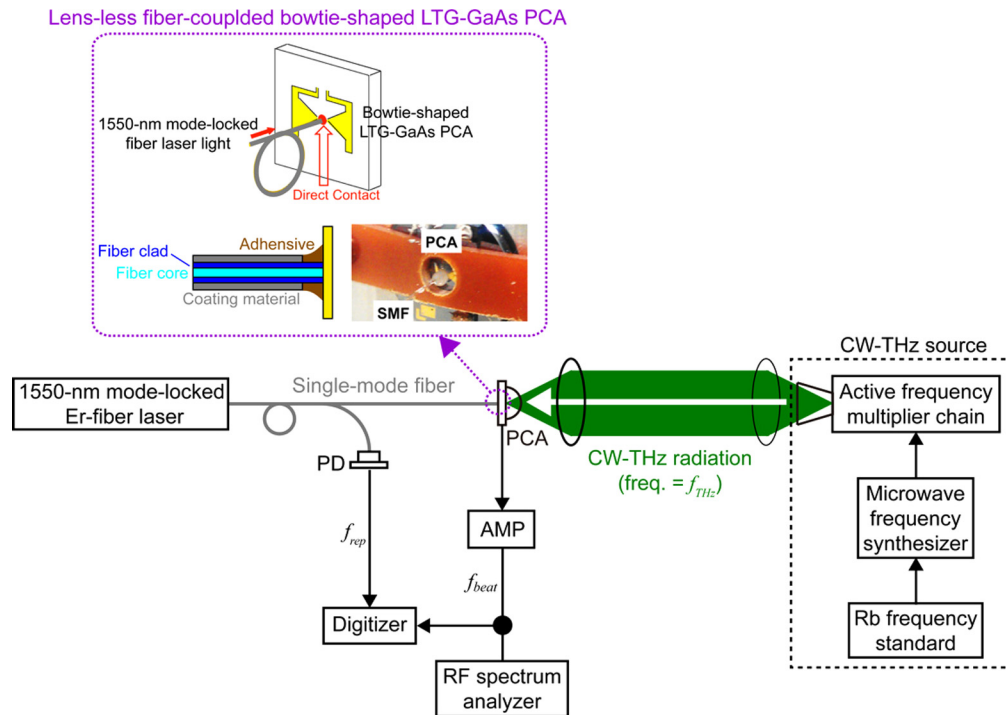 Lens-less fiber-couplded bowtie-shaped LTG-GaAs PCA
1550-nm mode-locked
fiber laser light
Bowtie-shaped
LTG-GaAs PCA
Direct Contact
Fiber clad
Fiber core
Adhensive
Coating material
PCA
SMF
1550-nm mode-locked
Er-fiber laser
Single-mode fiber
PD
PCA
CW-THz radiation
(freq. = f_THz)
CW-THz source
Active frequency
multiplier chain
Microwave
frequency
synthesizer
Rb frequency
standard
AMP
f_rep
f_beat
Digitizer
RF spectrum
analyzer